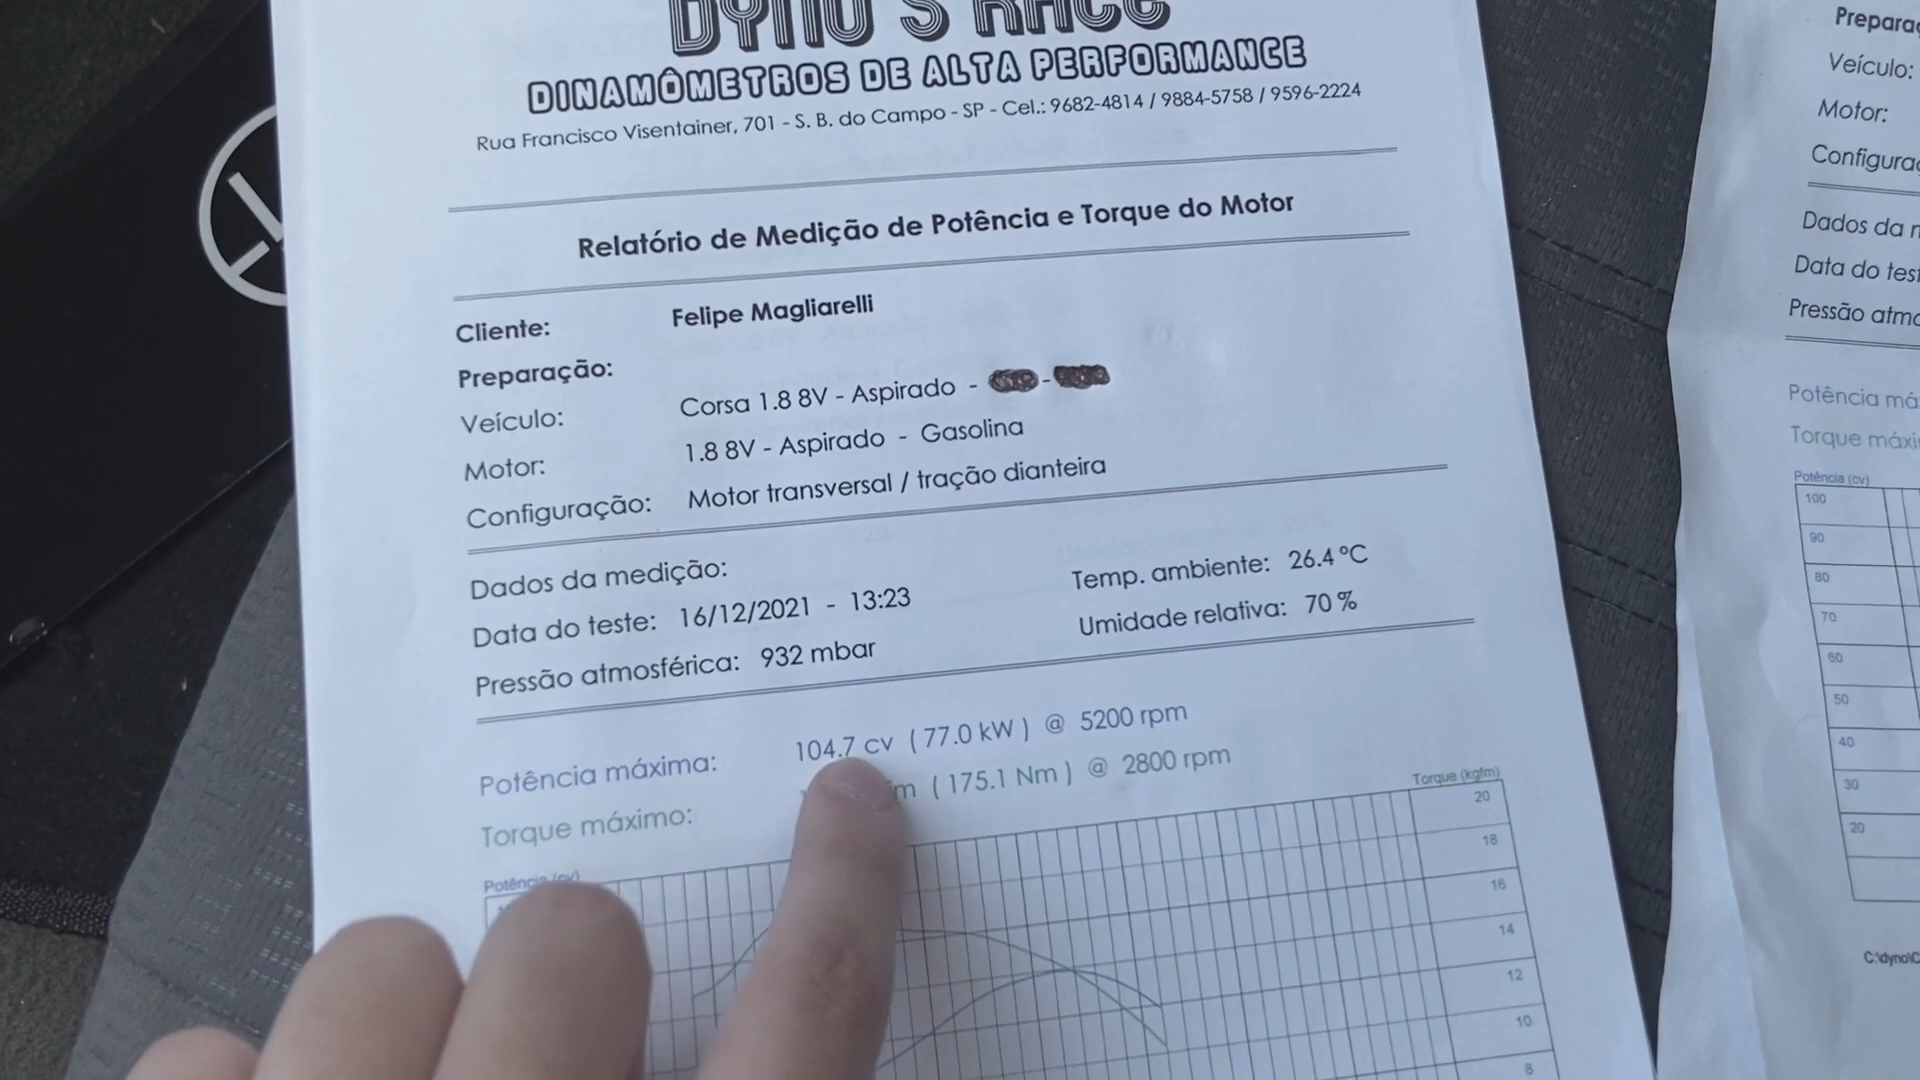 DYNO'S RACE
DINAMÔMETROS DE ALTA PERFORMANCE
Rua Francisco Visentainer, 701 - S. B. do Campo - SP - Cel.: 9682-4814 / 9884-5758 / 9596-2224
Relatório de Medição de Potência e Torque do Motor
Cliente: Felipe Magliarelli
Preparação:
Veículo: Corsa 1.8 8V - Aspirado - -
Motor: 1.8 8V - Aspirado - Gasolina
Configuração: Motor transversal / tração dianteira
Dados da medição:
Data do teste: 16/12/2021 - 13:23 Temp. ambiente: 26.4 ºC
Pressão atmosférica: 932 mbar Umidade relativa: 70 %
Potência máxima: 104.7 cv ( 77.0 kW ) @ 5200 rpm
Torque máximo: ( 175.1 Nm ) @ 2800 rpm
Potência (cv) Torque (kgfm)
20
18
16
14
12
10
8
Veículo:
Motor:
Dados da
Data do
Pressão
Potência
Torque
Potência (cv)
100
90
80
70
60
50
40
30
20